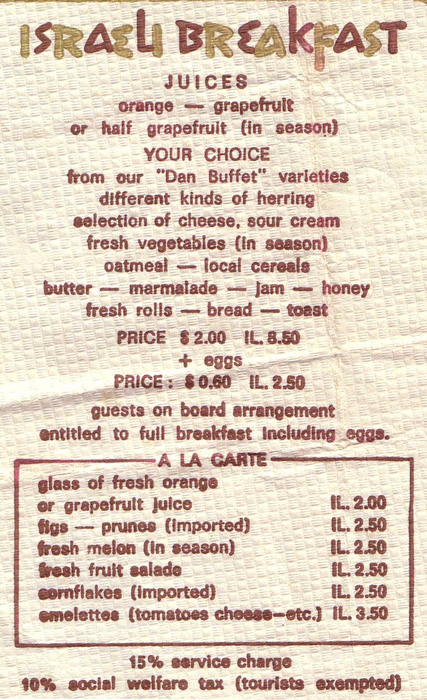 ISRAELI BREAKFAST
JUICES
orange — grapefruit
or half grapefruit (in season)
YOUR CHOICE
from our "Dan Buffet" varieties
different kinds of herring
selection of cheese, sour cream
fresh vegetables (in season)
oatmeal — local cereals
butter — marmalade — jam — honey
fresh rolls — bread — toast
PRICE $2.00 IL. 8.50
+ eggs
PRICE: $0.60 IL. 2.50
guests on board arrangement
entitled to full breakfast including eggs.
A LA CARTE
glass of fresh orange
or grapefruit juice IL. 2.00
figs — prunes (imported) IL. 2.50
fresh melon (in season) IL. 2.50
fresh fruit salade IL. 2.50
cornflakes (imported) IL. 2.50
omelettes (tomatoes cheese—etc.) IL. 3.50
15% service charge
10% social welfare tax (tourists exempted)